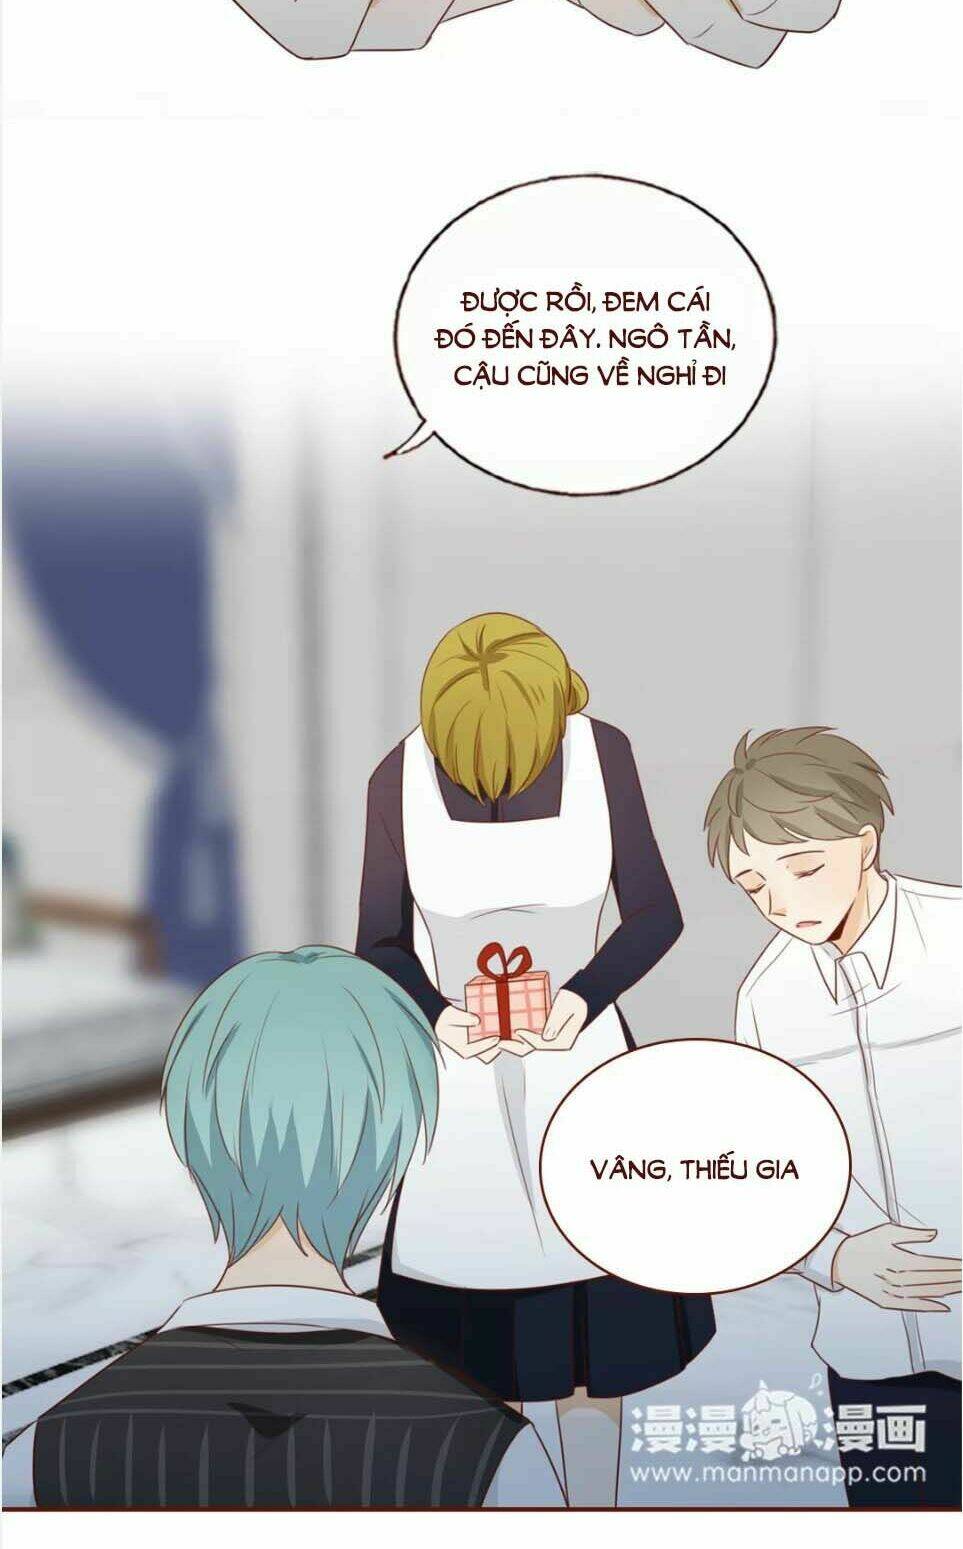 ĐƯỢC RỒI, ĐEM CÁI
ĐÓ ĐẾN ĐÂY. NGÔ TẦN,
CẬU CŨNG VỀ NGHỈ ĐI
VÂNG, THIẾU GIA
漫漫漫画
www.manmanapp.com